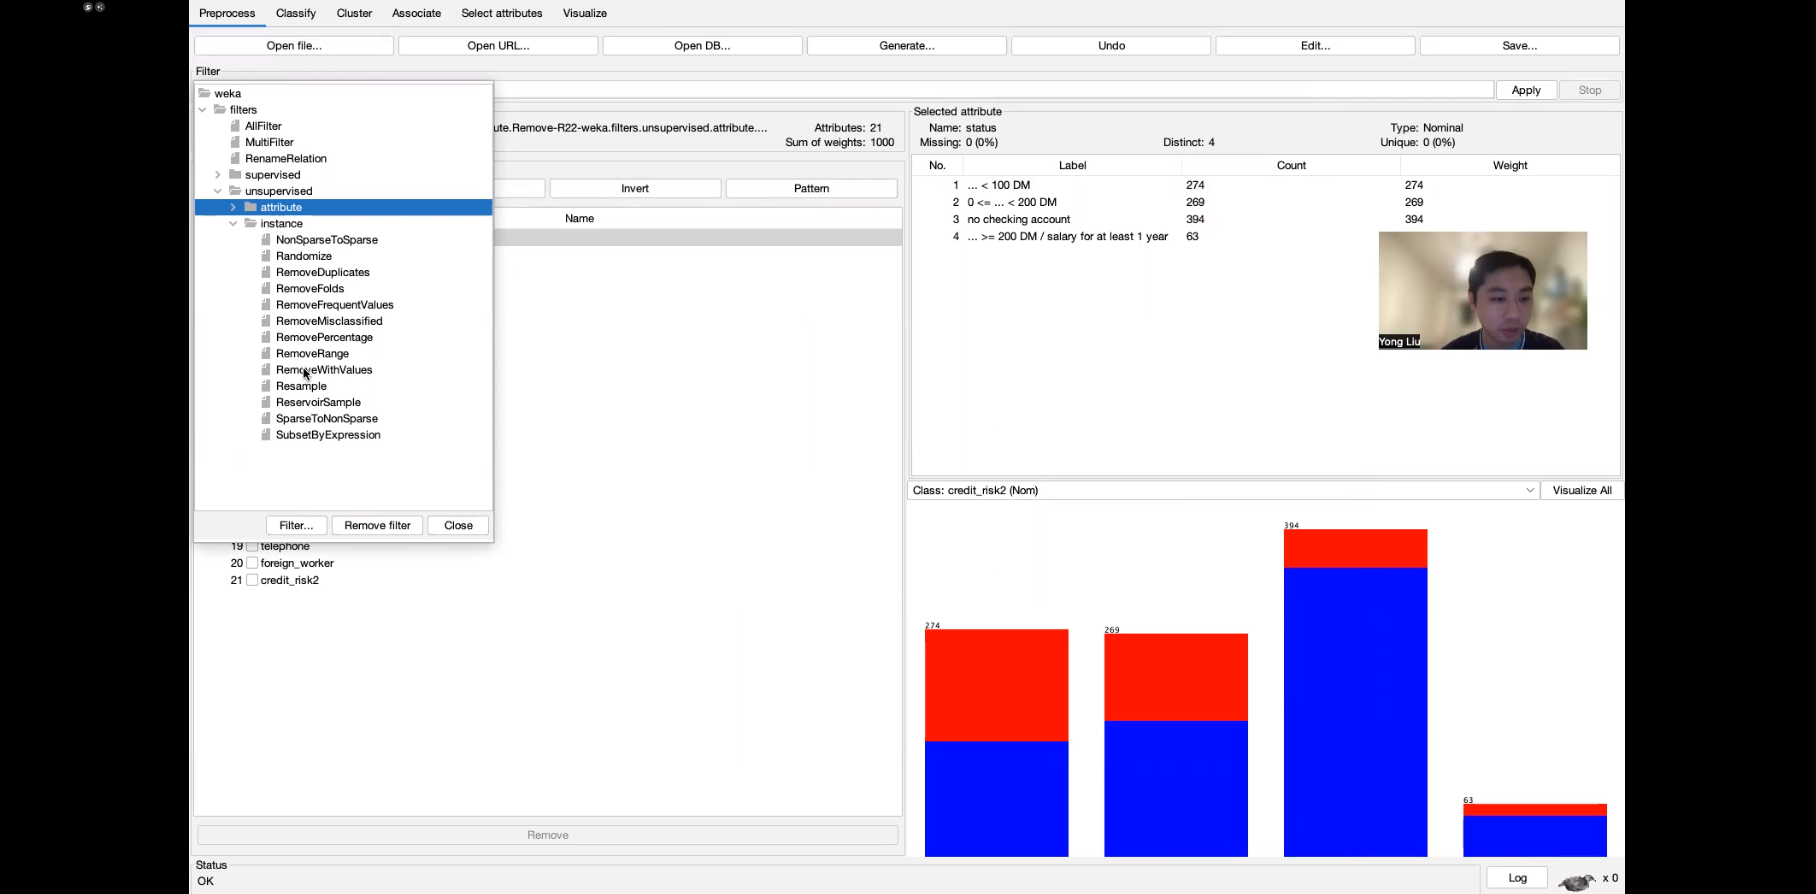 Preprocess Classify Cluster Associate Select attributes Visualize
Open file... Open URL... Open DB... Generate... Undo Edit... Save...
Filter
Apply Stop
weka
filters
AllFilter
MultiFilter
RenameRelation
supervised
unsupervised
attribute
instance
NonSparseToSparse
Randomize
RemoveDuplicates
RemoveFolds
RemoveFrequentValues
RemoveMisclassified
RemovePercentage
RemoveRange
RemoveWithValues
Resample
ReservoirSample
SparseToNonSparse
SubsetByExpression
Filter... Remove filter Close
ute.Remove-R22-weka.filters.unsupervised.attribute.... Attributes: 21
Sum of weights: 1000
Invert Pattern
Name
19 telephone
20 foreign_worker
21 credit_risk2
Remove
Selected attribute
Name: status Type: Nominal
Missing: 0 (0%) Distinct: 4 Unique: 0 (0%)
No. Label Count Weight
1 ... < 100 DM 274 274
2 0 <= ... < 200 DM 269 269
3 no checking account 394 394
4 ... >= 200 DM / salary for at least 1 year 63
Yong Liu
Class: credit_risk2 (Nom) Visualize All
394
274
269
63
Status
OK
Log x 0